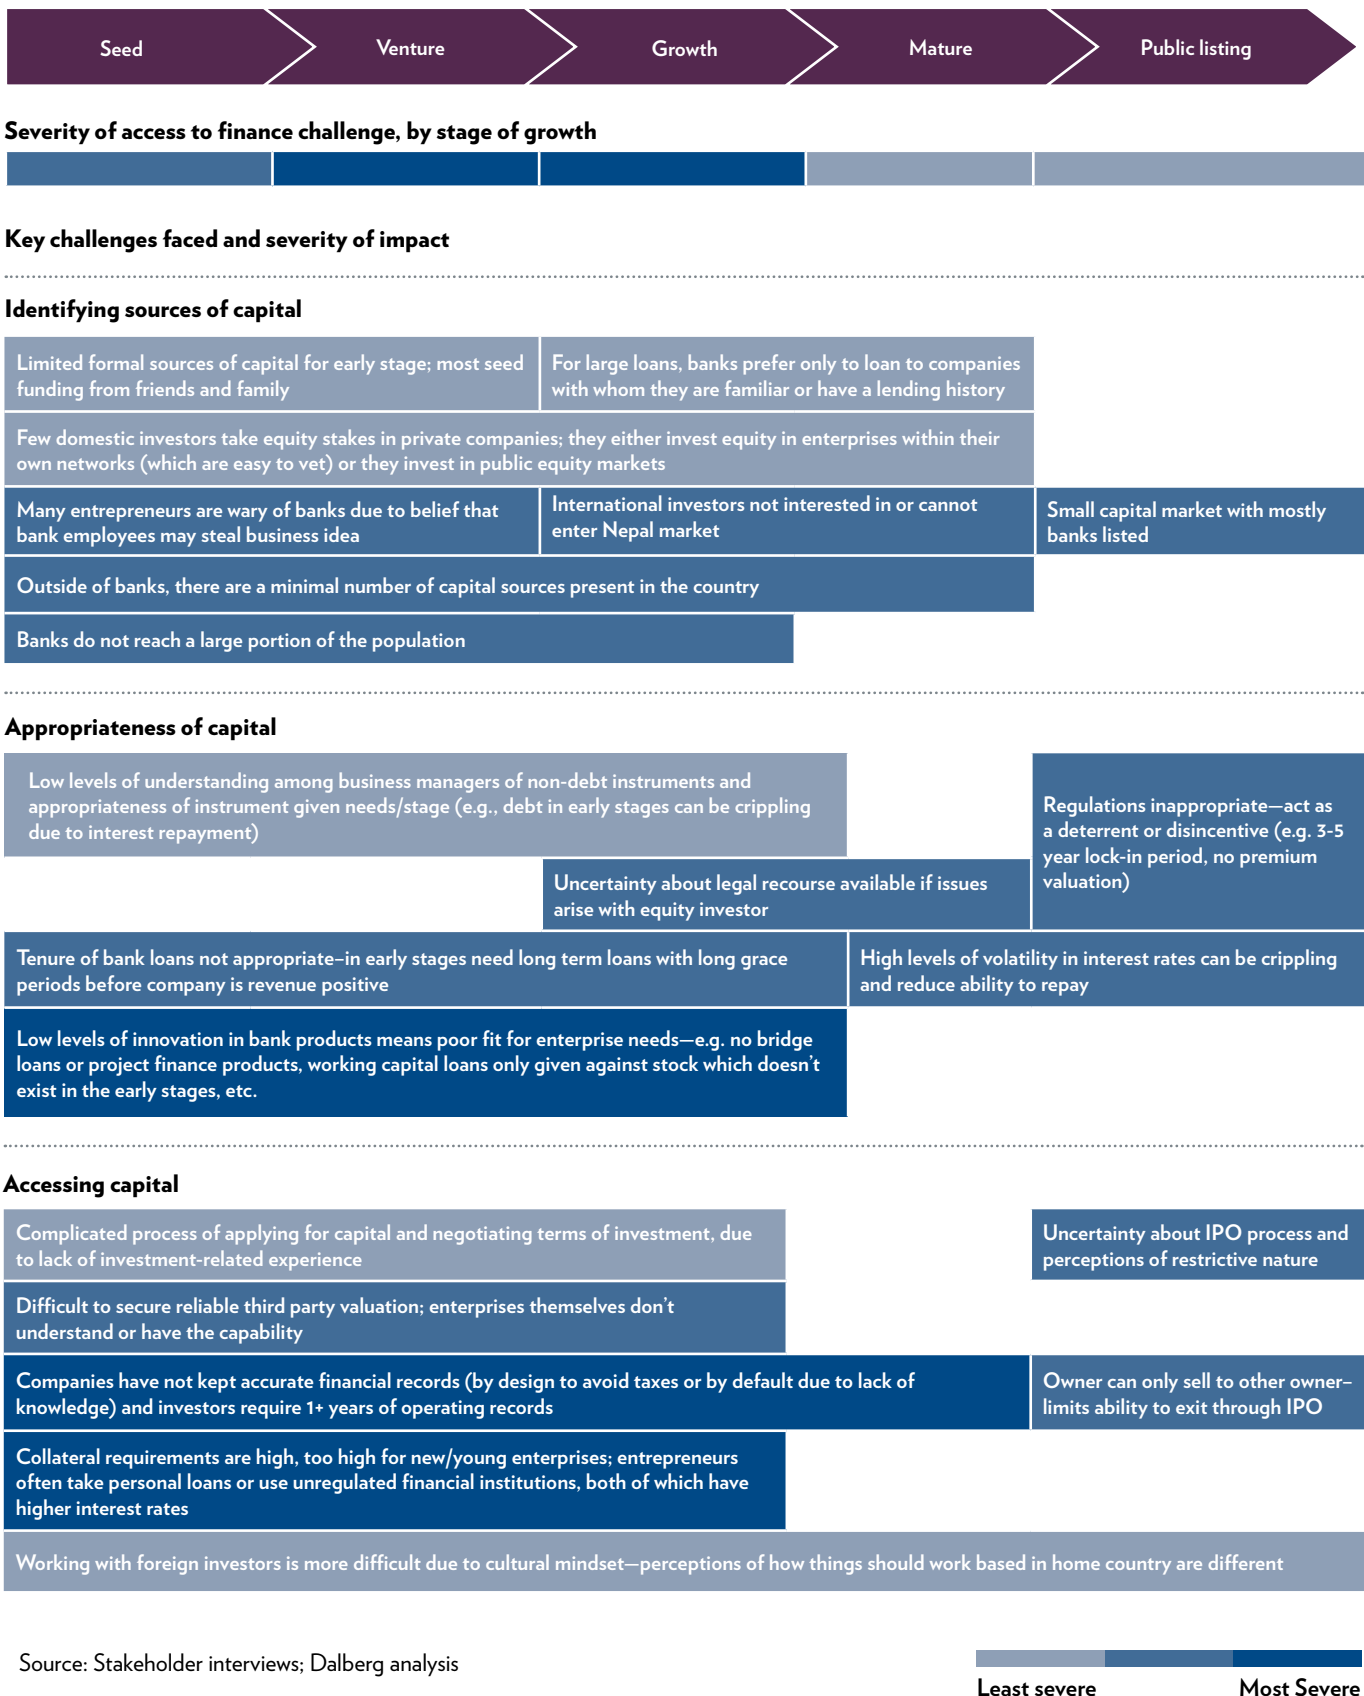 Seed
Venture
Growth
Mature
Public listing
Severity of access to finance challenge, by stage of growth
Key challenges faced and severity of impact
Identifying sources of capital
Limited formal sources of capital for early stage; most seed
funding from friends and family
For large loans, banks prefer only to loan to companies
with whom they are familiar or have a lending history
Few domestic investors take equity stakes in private companies; they either invest equity in enterprises within their
own networks (which are easy to vet) or they invest in public equity markets
Many entrepreneurs are wary of banks due to belief that
bank employees may steal business idea
International investors not interested in or cannot
enter Nepal market
Small capital market with mostly
banks listed
Outside of banks, there are a minimal number of capital sources present in the country
Banks do not reach a large portion of the population
Appropriateness of capital
Low levels of understanding among business managers of non-debt instruments and
appropriateness of instrument given needs/stage (e.g., debt in early stages can be crippling
due to interest repayment)
Regulations inappropriate—act as
a deterrent or disincentive (e.g. 3-5
year lock-in period, no premium
valuation)
Uncertainty about legal recourse available if issues
arise with equity investor
Tenure of bank loans not appropriate–in early stages need long term loans with long grace
periods before company is revenue positive
High levels of volatility in interest rates can be crippling
and reduce ability to repay
Low levels of innovation in bank products means poor fit for enterprise needs—e.g. no bridge
loans or project finance products, working capital loans only given against stock which doesn't
exist in the early stages, etc.
Accessing capital
Complicated process of applying for capital and negotiating terms of investment, due
to lack of investment-related experience
Uncertainty about IPO process and
perceptions of restrictive nature
Difficult to secure reliable third party valuation; enterprises themselves don't
understand or have the capability
Companies have not kept accurate financial records (by design to avoid taxes or by default due to lack of
knowledge) and investors require 1+ years of operating records
Owner can only sell to other owner–
limits ability to exit through IPO
Collateral requirements are high, too high for new/young enterprises; entrepreneurs
often take personal loans or use unregulated financial institutions, both of which have
higher interest rates
Working with foreign investors is more difficult due to cultural mindset—perceptions of how things should work based in home country are different
Source: Stakeholder interviews; Dalberg analysis
Least severe
Most Severe